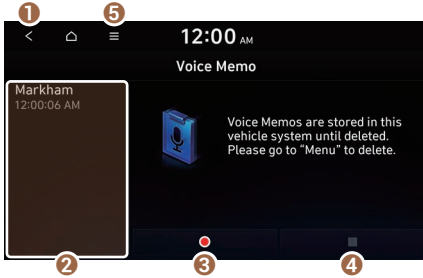 1
5
12:00 AM
Voice Memo
Markham
12:00:06 AM
Voice Memos are stored in this
vehicle system until deleted.
Please go to “Menu” to delete.
2
3
4